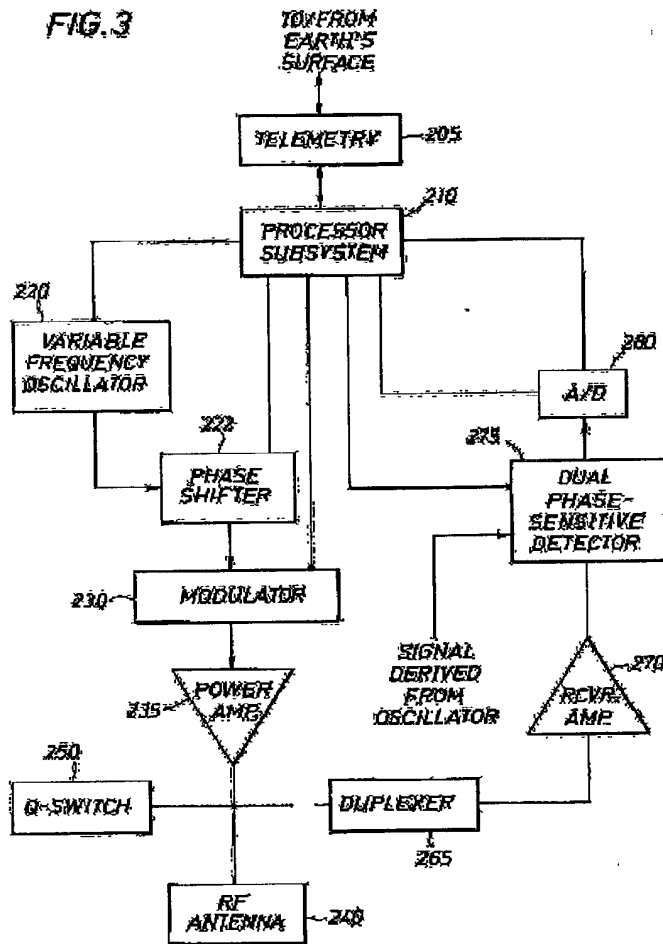 FIG. 3
TO/FROM
EARTH'S
SURFACE
TELEMETRY
205
210
PROCESSOR
SUBSYSTEM
220
VARIABLE
FREQUENCY
OSCILLATOR
280
A/D
222
PHASE
SHIFTER
275
DUAL
PHASE-
SENSITIVE
DETECTOR
230
MODULATOR
SIGNAL
DERIVED
FROM
OSCILLATOR
270
RCVR.
AMP
235
POWER
AMP
250
Q-SWITCH
DUPLEXER
265
RF
ANTENNA
240